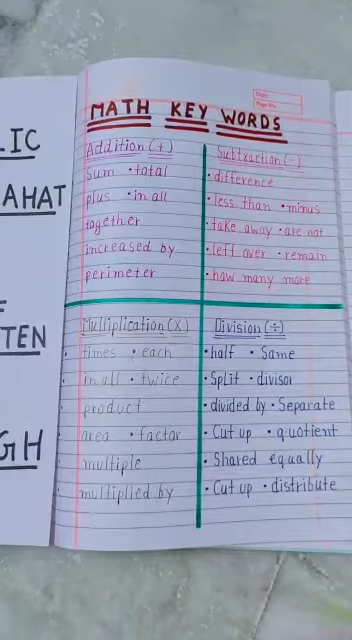 LIC
AHAT
TEN
GH
Date:
Page No.
MATH KEY WORDS
Addition (+)
Sum • total
plus • in all
together
increased by
perimeter
Subtraction (-)
• difference
• less than • minus
• take away • are not
• left over • remain
• how many more
Multiplication (x)
• times • each
• in all • twice
• product
• area • factor
• multiple
• multiplied by
Division (÷)
• half • Same
• Split • divisor
• divided by • Separate
• Cut up • quotient
• Shared equally
• Cut up • distribute